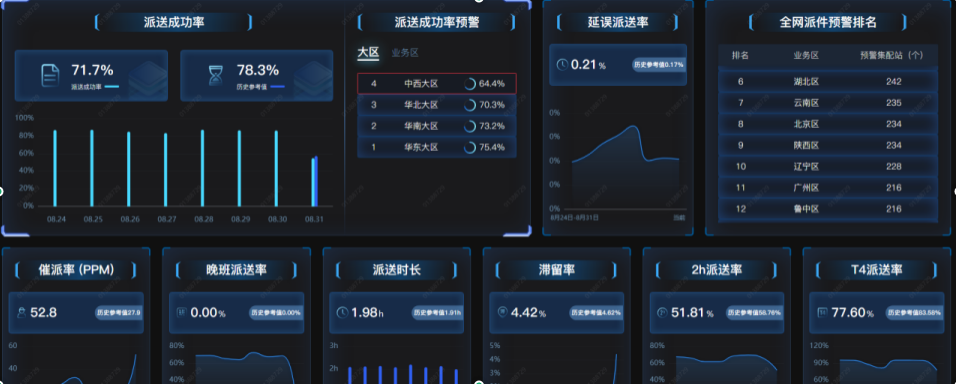 派送成功率
71.7%
派送成功率
78.3%
历史参考值
100%
80%
60%
40%
20%
0%
08.24 08.25 08.26 08.27 08.28 08.29 08.30 08.31
派送成功率预警
大区 业务区
4 中西大区 64.4%
3 华北大区 70.3%
2 华南大区 73.2%
1 华东大区 75.4%
延误派送率
0.21% 历史参考值0.17%
0%
0%
0%
0%
0%
8月24日-8月31日 当前
全网派件预警排名
排名 业务区 预警集配站（个）
6 湖北区 242
7 云南区 235
8 北京区 234
9 陕西区 234
10 辽宁区 228
11 广州区 216
12 鲁中区 216
催派率 (PPM)
52.8 历史参考值27.8
60
40
晚班派送率
0.00% 历史参考值0.00%
80%
60%
40%
派送时长
1.98h 历史参考值1.91h
3h
2h
滞留率
4.42% 历史参考值4.62%
5%
4%
3%
2h派送率
51.81% 历史参考值56.76%
80%
60%
40%
T4派送率
77.60% 历史参考值83.58%
120%
90%
60%